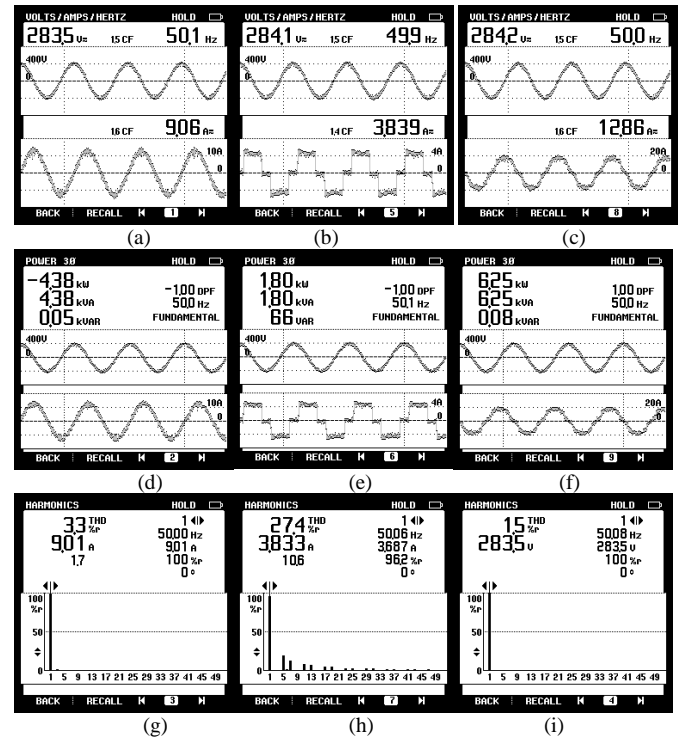 VOLTS/AMPS/HERTZ HOLD
283.5 V≂ 1.5 CF 50.1 Hz
400V
0
1.6 CF 9.06 A≂
10A
0
BACK RECALL 1
(a)
VOLTS/AMPS/HERTZ HOLD
284.1 V≂ 1.5 CF 49.9 Hz
400V
0
1.4 CF 3.839 A≂
4A
0
BACK RECALL 5
(b)
VOLTS/AMPS/HERTZ HOLD
284.2 V≂ 1.5 CF 50.0 Hz
400V
0
1.6 CF 12.86 A≂
20A
0
BACK RECALL 8
(c)
POWER 3Ø HOLD
-4.38 kW
4.38 kVA -1.00 DPF
0.05 kVAR 50.0 Hz
FUNDAMENTAL
400V
0
10A
0
BACK RECALL 2
(d)
POWER 3Ø HOLD
1.80 kW
1.80 kVA -1.00 DPF
66 VAR 50.1 Hz
FUNDAMENTAL
400V
0
4A
0
BACK RECALL 6
(e)
POWER 3Ø HOLD
6.25 kW
6.25 kVA 1.00 DPF
0.08 kVAR 50.0 Hz
FUNDAMENTAL
400V
0
20A
0
BACK RECALL 9
(f)
HARMONICS HOLD
3.3 THD %r 1
50.00 Hz
9.01 A 9.01 A
1.7 100 %r
0 °
100
%r
50
0
1 5 9 13 17 21 25 29 33 37 41 45 49
BACK RECALL 3
(g)
HARMONICS HOLD
27.4 THD %r 1
50.06 Hz
3.833 A 3.687 A
10.6 96.2 %r
0 °
100
%r
50
0
1 5 9 13 17 21 25 29 33 37 41 45 49
BACK RECALL 7
(h)
HARMONICS HOLD
1.5 THD %r 1
50.08 Hz
283.5 V 283.5 V
100 %r
0 °
100
%r
50
0
1 5 9 13 17 21 25 29 33 37 41 45 49
BACK RECALL 4
(i)